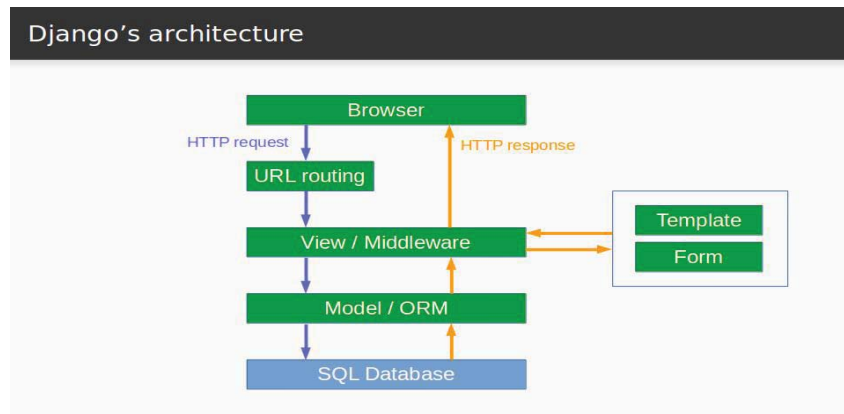 Django's architecture
Browser
HTTP request
HTTP response
URL routing
Template
View / Middleware
Form
Model / ORM
SQL Database